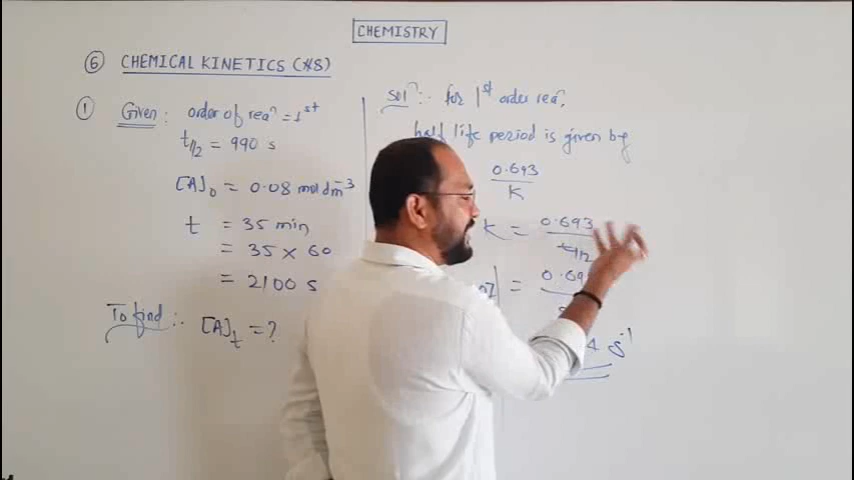 CHEMISTRY
⑥ CHEMICAL KINETICS (*8)
① Given : order of reaⁿ = 1st
t1/2 = 990 s
[A]₀ = 0.08 mol dm⁻³
t = 35 min
= 35 × 60
= 2100 s
To find :- [A]t = ?
Solⁿ :- for 1st order reaⁿ,
half life period is given by
0.693
K
K = 0.693
t1/2
= 0.69
4 s⁻¹